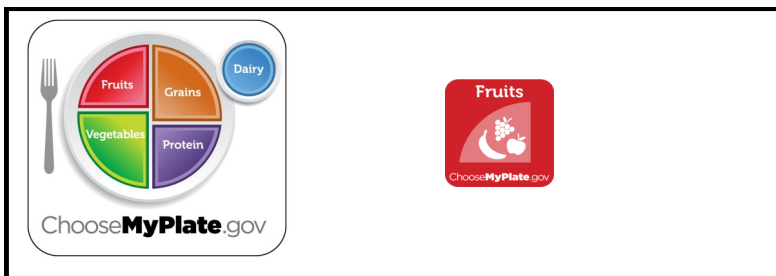 Fruits
Grains
Dairy
Vegetables
Protein
ChooseMyPlate.gov
Fruits
ChooseMyPlate.gov